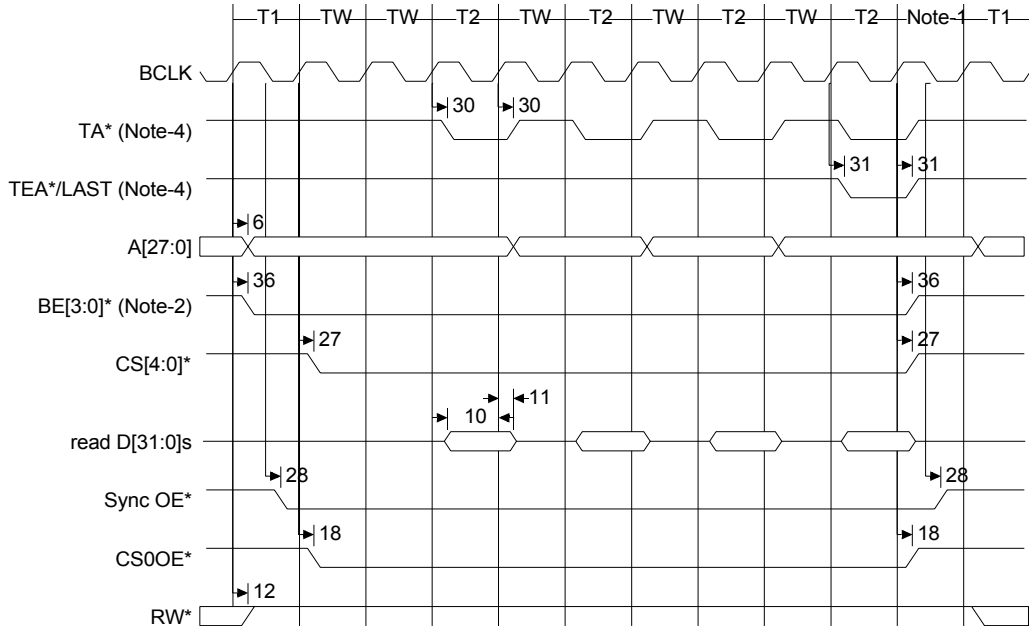 T1 TW TW T2 TW T2 TW T2 TW T2 Note-1 T1
BCLK
30 30
TA* (Note-4)
31 31
TEA*/LAST (Note-4)
6
A[27:0]
36 36
BE[3:0]* (Note-2)
27 27
CS[4:0]*
11
10
read D[31:0]s
28 28
Sync OE*
18 18
CS0OE*
12
RW*